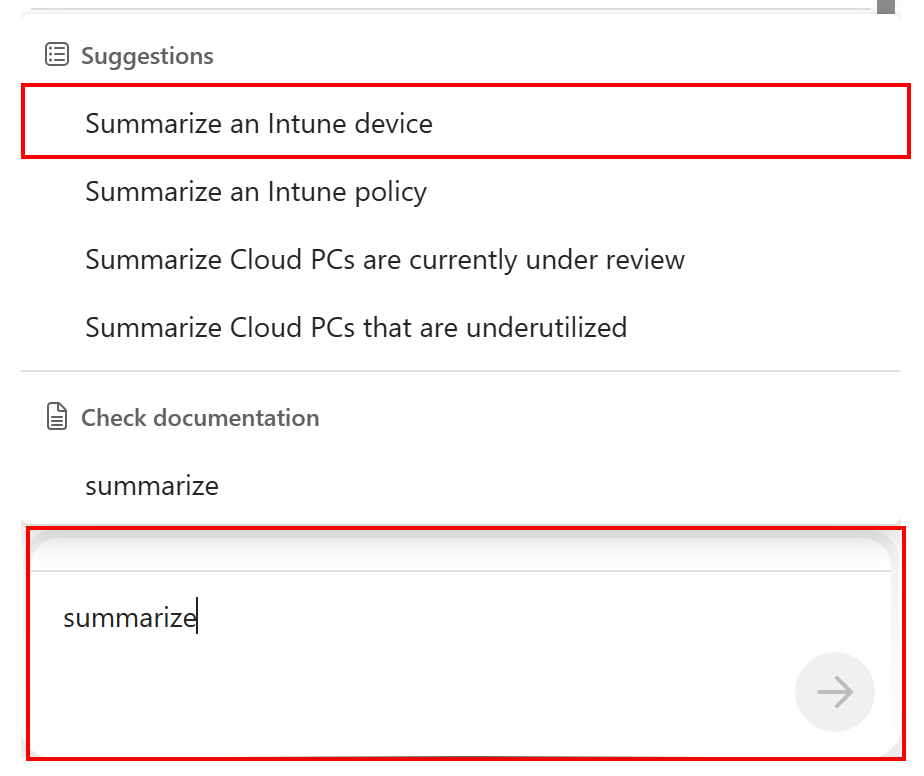 Suggestions
Summarize an Intune device
Summarize an Intune policy
Summarize Cloud PCs are currently under review
Summarize Cloud PCs that are underutilized
Check documentation
summarize
summarize